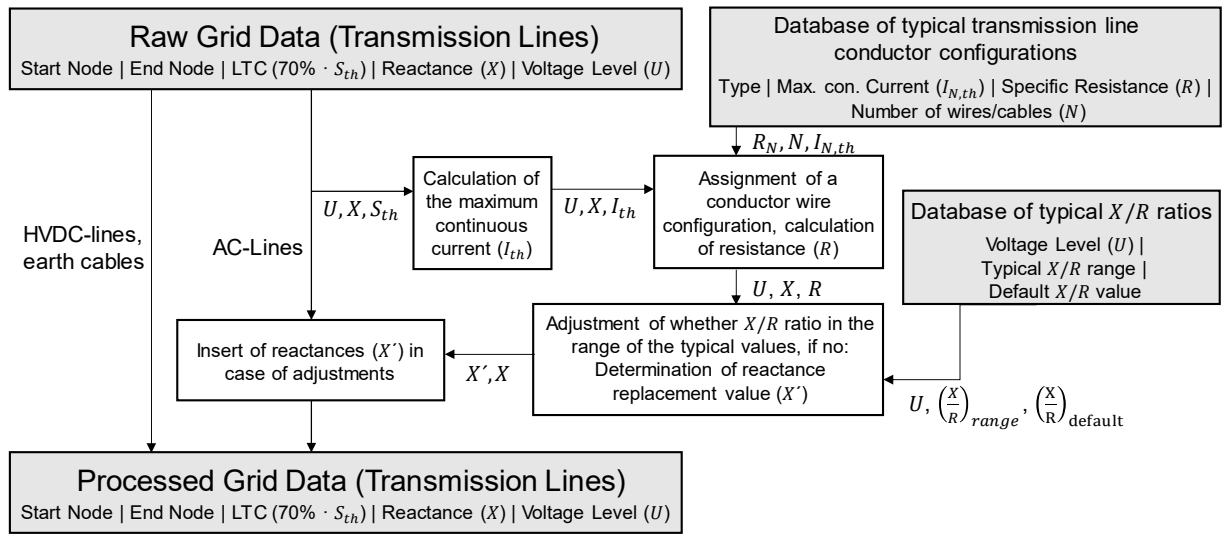 Raw Grid Data (Transmission Lines)
Start Node | End Node | LTC (70% · S_th) | Reactance (X) | Voltage Level (U)
Database of typical transmission line
conductor configurations
Type | Max. con. Current (I_N,th) | Specific Resistance (R) |
Number of wires/cables (N)
R_N, N, I_N,th
Calculation of
the maximum
continuous
current (I_th)
Assignment of a
conductor wire
configuration, calculation
of resistance (R)
U, X, S_th
U, X, I_th
Database of typical X/R ratios
Voltage Level (U) |
Typical X/R range |
Default X/R value
HVDC-lines,
earth cables
AC-Lines
U, X, R
Insert of reactances (X´) in
case of adjustments
X´, X
Adjustment of whether X/R ratio in the
range of the typical values, if no:
Determination of reactance
replacement value (X´)
U, (X/R)_range , (X/R)_default
Processed Grid Data (Transmission Lines)
Start Node | End Node | LTC (70% · S_th) | Reactance (X) | Voltage Level (U)